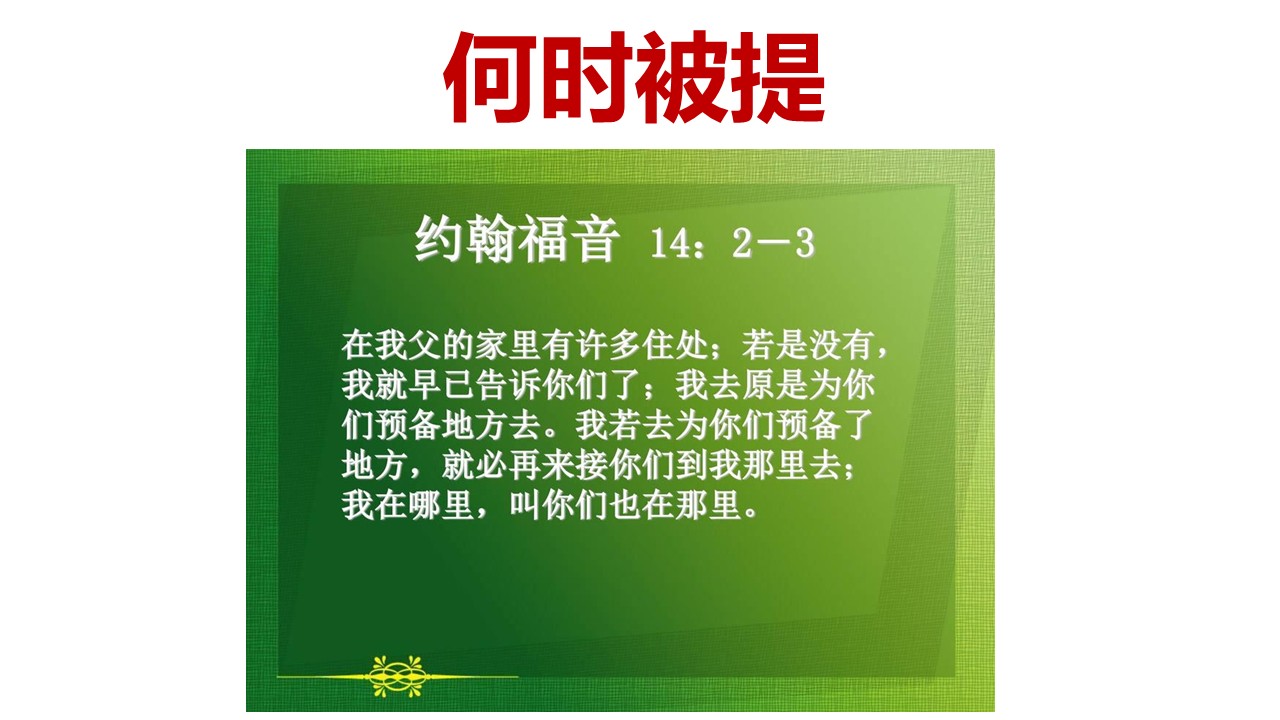 何时被提
约翰福音 14：2－3
在我父的家里有许多住处；若是没有，
我就早已告诉你们了；我去原是为你
们预备地方去。我若去为你们预备了
地方，就必再来接你们到我那里去；
我在哪里，叫你们也在那里。